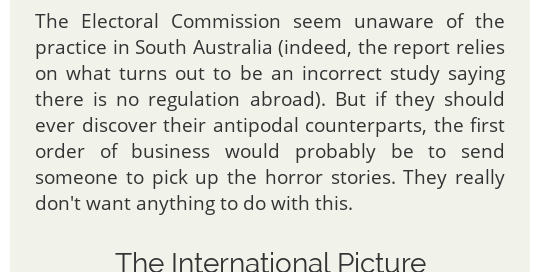 The Electoral Commission seem unaware of the
practice in South Australia (indeed, the report relies
on what turns out to be an incorrect study saying
there is no regulation abroad). But if they should
ever discover their antipodal counterparts, the first
order of business would probably be to send
someone to pick up the horror stories. They really
don't want anything to do with this.
The International Picture